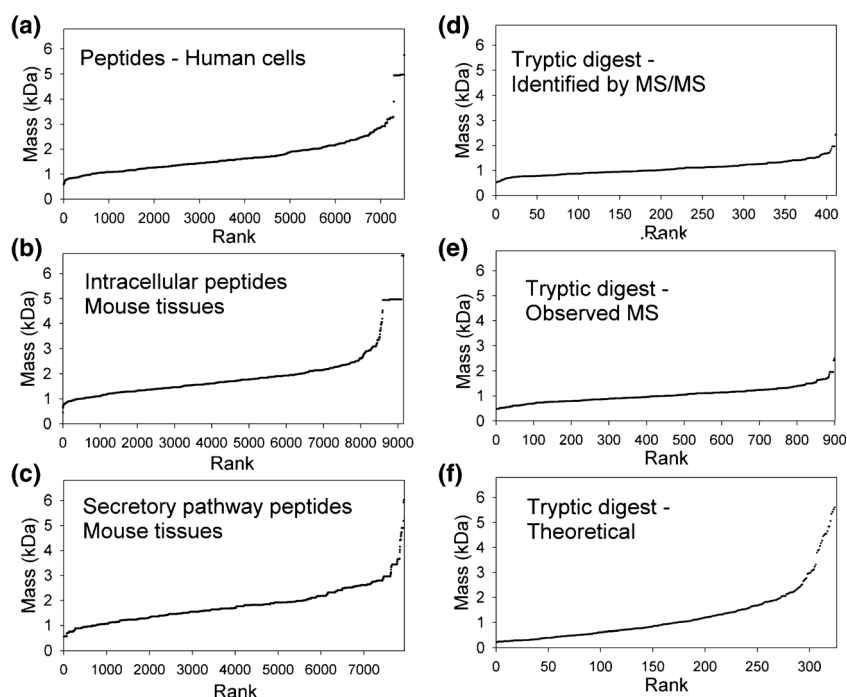 (a)
Peptides - Human cells
Mass (kDa)
6
5
4
3
2
1
0
0 1000 2000 3000 4000 5000 6000 7000
Rank
(b)
Intracellular peptides
Mouse tissues
Mass (kDa)
6
5
4
3
2
1
0
0 1000 2000 3000 4000 5000 6000 7000 8000 9000
Rank
(c)
Secretory pathway peptides
Mouse tissues
Mass (kDa)
6
5
4
3
2
1
0
0 1000 2000 3000 4000 5000 6000 7000
Rank
(d)
Tryptic digest -
Identified by MS/MS
Mass (kDa)
6
5
4
3
2
1
0
0 50 100 150 200 250 300 350 400
Rank
(e)
Tryptic digest -
Observed MS
Mass (kDa)
6
5
4
3
2
1
0
0 100 200 300 400 500 600 700 800 900
Rank
(f)
Tryptic digest -
Theoretical
Mass (kDa)
6
5
4
3
2
1
0
0 50 100 150 200 250 300
Rank